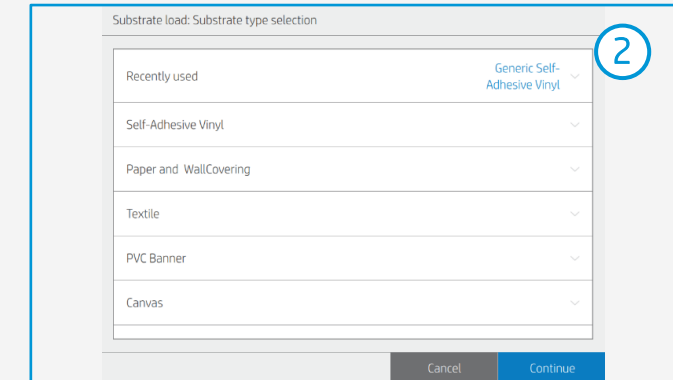 Substrate load: Substrate type selection
2
Recently used
Generic Self-
Adhesive Vinyl
Self-Adhesive Vinyl
Paper and WallCovering
Textile
PVC Banner
Canvas
Cancel
Continue